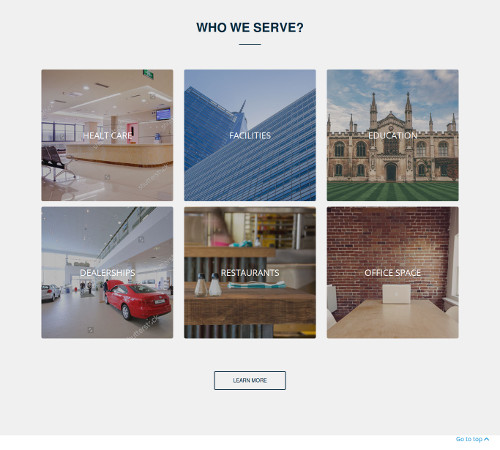 WHO WE SERVE?
HEALT CARE
FACILITIES
EDUCATION
DEALERSHIPS
RESTAURANTS
OFFICE SPACE
LEARN MORE
Go to top